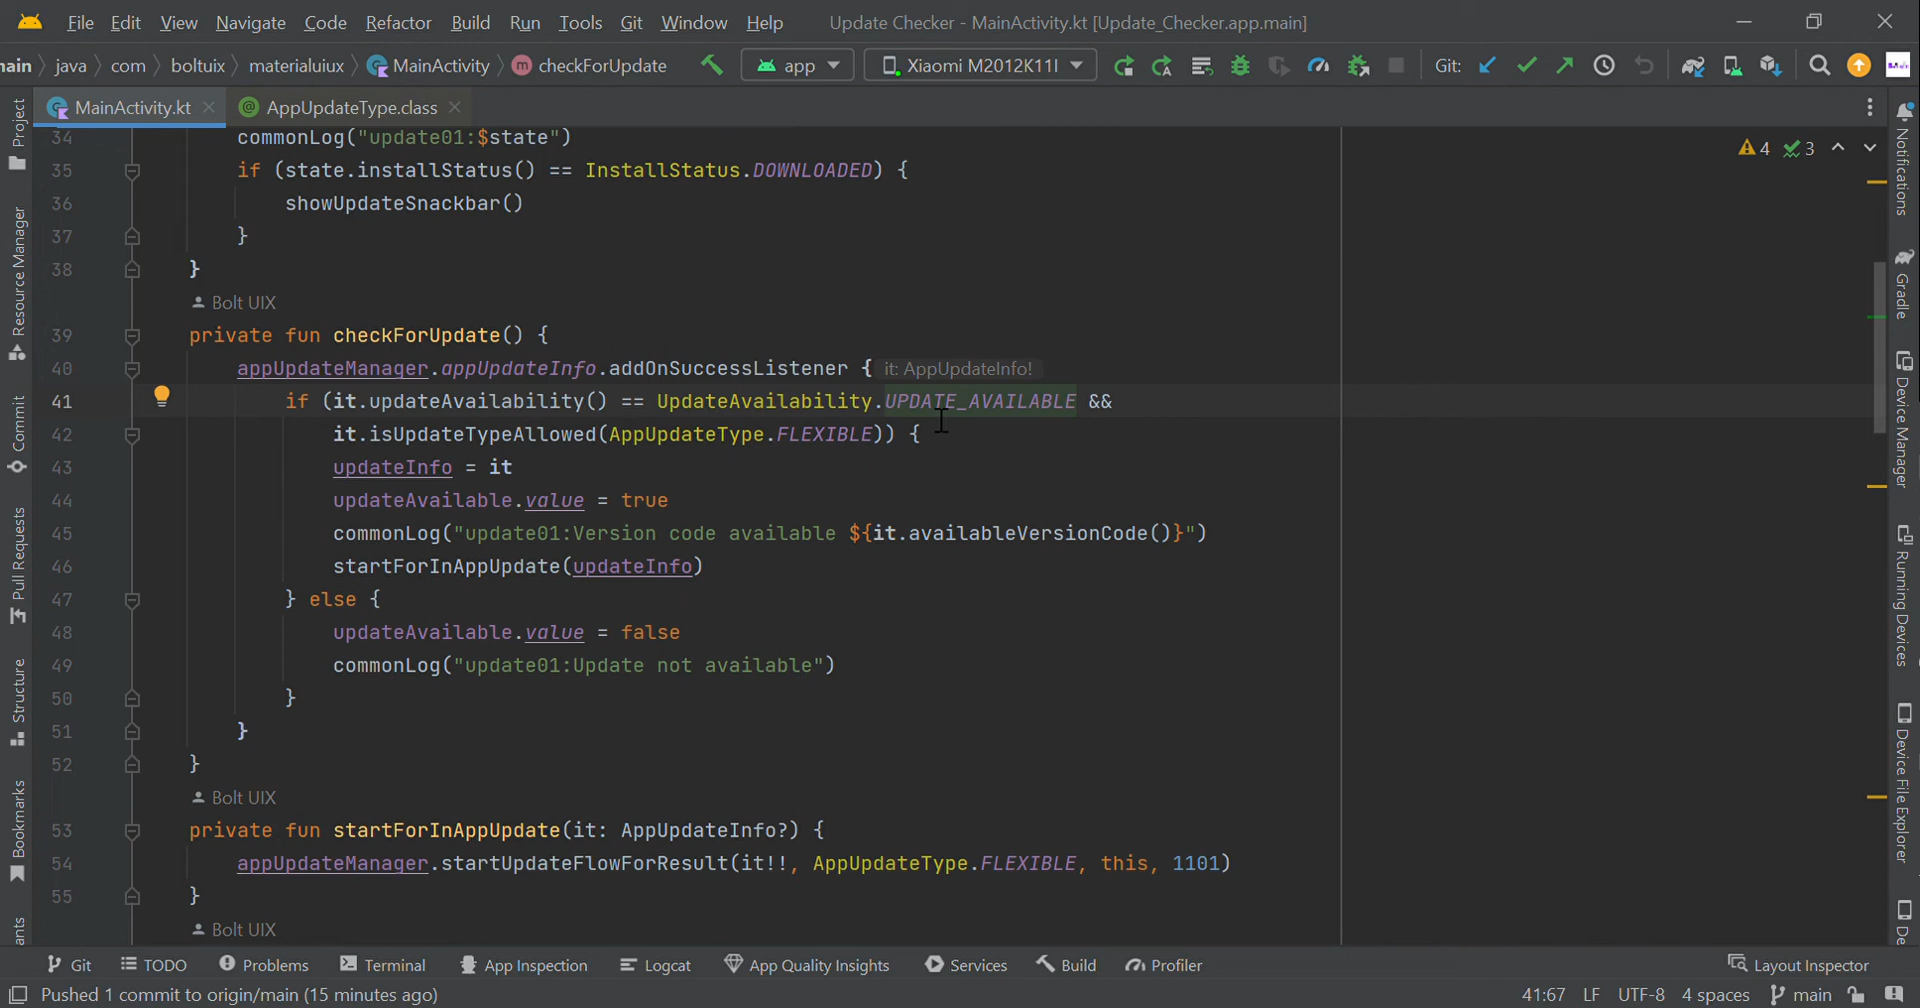 File Edit View Navigate Code Refactor Build Run Tools Git Window Help Update Checker - MainActivity.kt [Update_Checker.app.main]
main java com boltuix materialuiux MainActivity checkForUpdate app Xiaomi M2012K11I Git:
MainActivity.kt AppUpdateType.class
34 commonLog("update01:$state")
35 if (state.installStatus() == InstallStatus.DOWNLOADED) {
36 showUpdateSnackbar()
37 }
38 }
Bolt UIX
39 private fun checkForUpdate() {
40 appUpdateManager.appUpdateInfo.addOnSuccessListener { it: AppUpdateInfo!
41 if (it.updateAvailability() == UpdateAvailability.UPDATE_AVAILABLE &&
42 it.isUpdateTypeAllowed(AppUpdateType.FLEXIBLE)) {
43 updateInfo = it
44 updateAvailable.value = true
45 commonLog("update01:Version code available ${it.availableVersionCode()}")
46 startForInAppUpdate(updateInfo)
47 } else {
48 updateAvailable.value = false
49 commonLog("update01:Update not available")
50 }
51 }
52 }
Bolt UIX
53 private fun startForInAppUpdate(it: AppUpdateInfo?) {
54 appUpdateManager.startUpdateFlowForResult(it!!, AppUpdateType.FLEXIBLE, this, 1101)
55 }
Bolt UIX
4 3
Project
Resource Manager
Commit
Pull Requests
Structure
Bookmarks
ants
Notifications
Gradle
Device Manager
Running Devices
Device File Explorer
De
Git TODO Problems Terminal App Inspection Logcat App Quality Insights Services Build Profiler Layout Inspector
Pushed 1 commit to origin/main (15 minutes ago) 41:67 LF UTF-8 4 spaces main